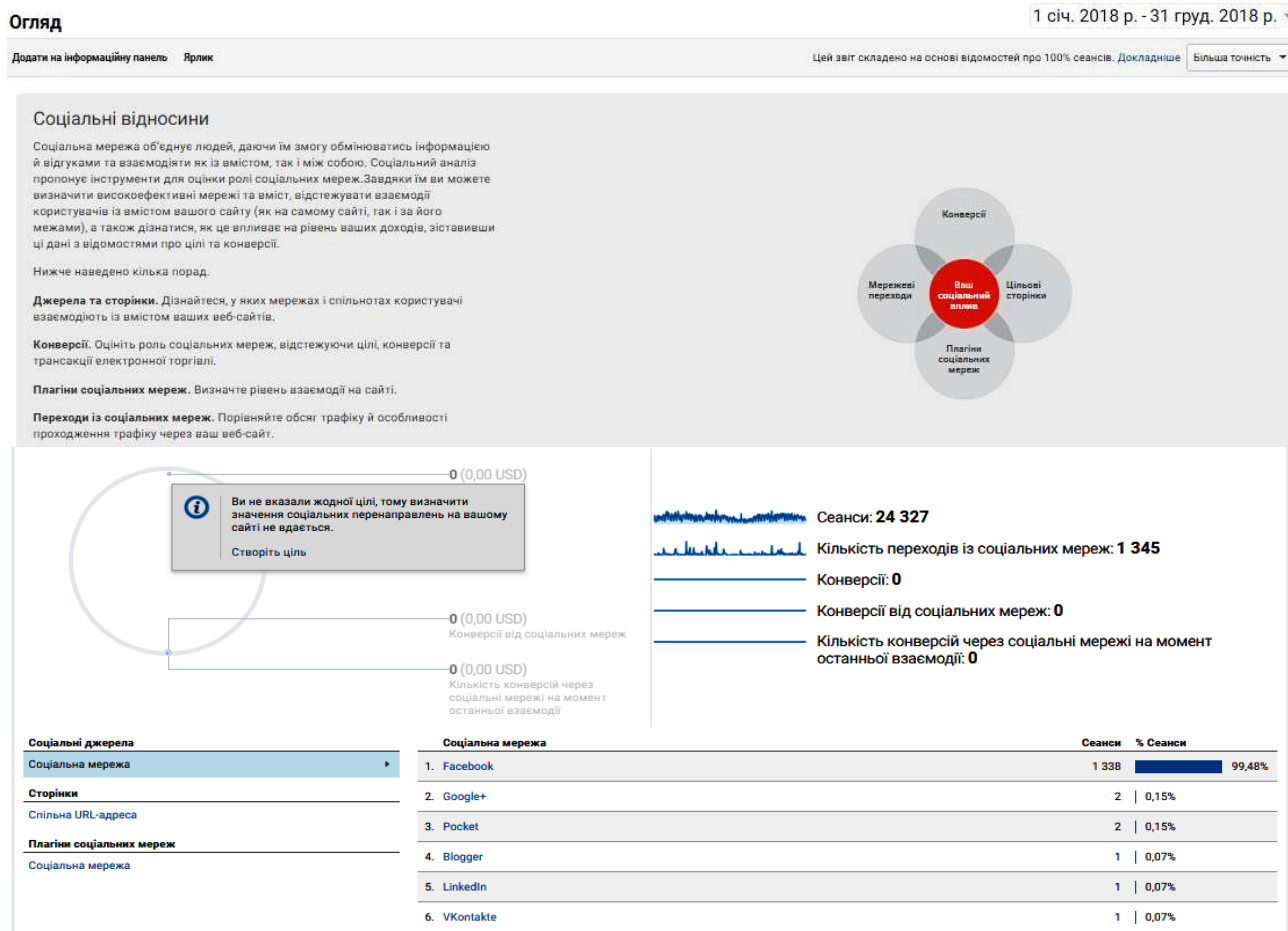 Огляд
1 січ. 2018 р. - 31 груд. 2018 р.
Додати на інформаційну панель Ярлик
Цей звіт складено на основі відомостей про 100% сеансів. Докладніше Більша точність
Соціальні відносини
Соціальна мережа об’єднує людей, даючи їм змогу обмінюватись інформацією
й відгуками та взаємодіяти як із вмістом, так і між собою. Соціальний аналіз
пропонує інструменти для оцінки ролі соціальних мереж.Завдяки їм ви можете
визначити високоефективні мережі та вміст, відстежувати взаємодії
користувачів із вмістом вашого сайту (як на самому сайті, так і за його
межами), а також дізнатися, як це впливає на рівень ваших доходів, зіставивши
ці дані з відомостями про цілі та конверсії.
Нижче наведено кілька порад.
Джерела та сторінки. Дізнайтеся, у яких мережах і спільнотах користувачі
взаємодіють із вмістом ваших веб-сайтів.
Конверсії. Оцініть роль соціальних мереж, відстежуючи цілі, конверсії та
трансакції електронної торгівлі.
Плагіни соціальних мереж. Визначте рівень взаємодії на сайті.
Переходи із соціальних мереж. Порівняйте обсяг трафіку й особливості
проходження трафіку через ваш веб-сайт.
Конверсії
Мережеві
переходи
Ваш
соціальний
вплив
Цільові
сторінки
Плагіни
соціальних
мереж
0 (0,00 USD)
Ви не вказали жодної цілі, тому визначити
значення соціальних перенаправлень на вашому
сайті не вдається.
Створіть ціль
0 (0,00 USD)
Конверсії від соціальних мереж
0 (0,00 USD)
Кількість конверсій через
соціальні мережі на момент
останньої взаємодії
Сеанси: 24 327
Кількість переходів із соціальних мереж: 1 345
Конверсії: 0
Конверсії від соціальних мереж: 0
Кількість конверсій через соціальні мережі на момент
останньої взаємодії: 0
Соціальні джерела
Соціальна мережа
Сторінки
Спільна URL-адреса
Плагіни соціальних мереж
Соціальна мережа
Соціальна мережа Сеанси % Сеанси
1. Facebook 1 338 99,48%
2. Google+ 2 0,15%
3. Pocket 2 0,15%
4. Blogger 1 0,07%
5. LinkedIn 1 0,07%
6. VKontakte 1 0,07%